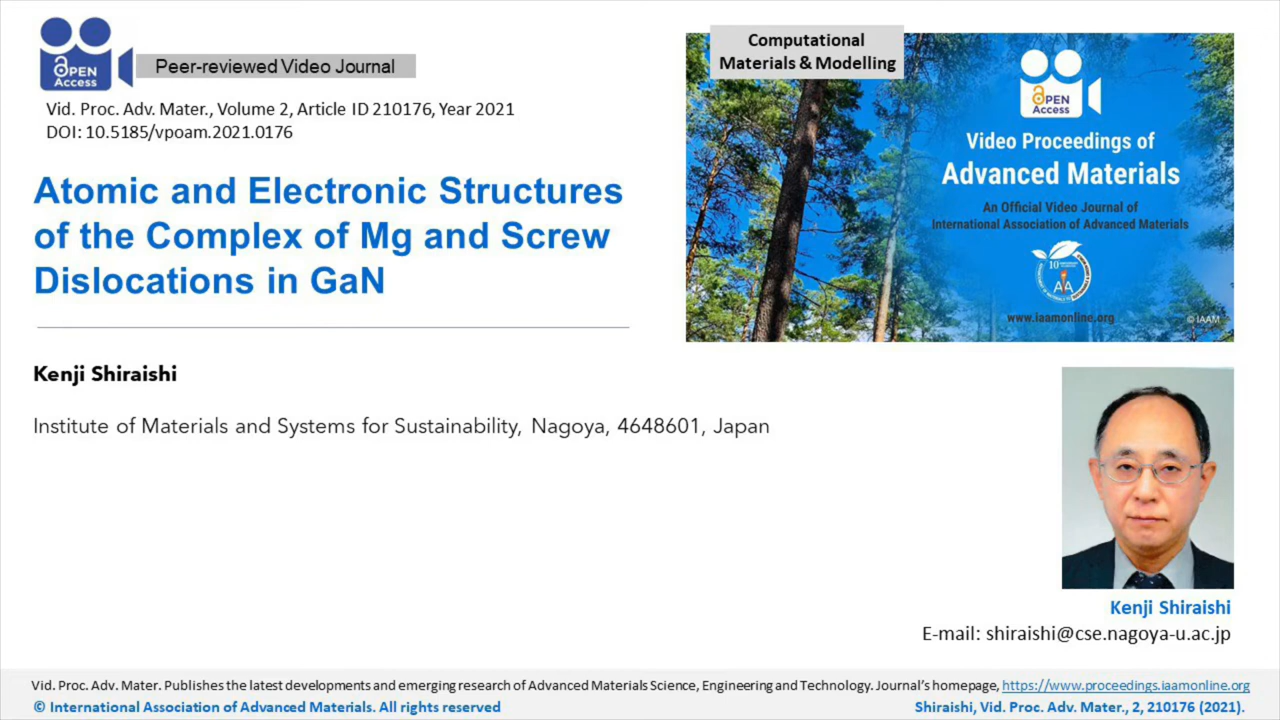 OPEN
Access
Peer-reviewed Video Journal
Vid. Proc. Adv. Mater., Volume 2, Article ID 210176, Year 2021
DOI: 10.5185/vpoam.2021.0176
Atomic and Electronic Structures
of the Complex of Mg and Screw
Dislocations in GaN
Kenji Shiraishi
Institute of Materials and Systems for Sustainability, Nagoya, 4648601, Japan
Computational
Materials & Modelling
OPEN
Access
Video Proceedings of
Advanced Materials
An Official Video Journal of
International Association of Advanced Materials
10
www.iaamonline.org
© IAAM
Kenji Shiraishi
E-mail: shiraishi@cse.nagoya-u.ac.jp
Vid. Proc. Adv. Mater. Publishes the latest developments and emerging research of Advanced Materials Science, Engineering and Technology. Journal's homepage, https://www.proceedings.iaamonline.org
© International Association of Advanced Materials. All rights reserved
Shiraishi, Vid. Proc. Adv. Mater., 2, 210176 (2021).